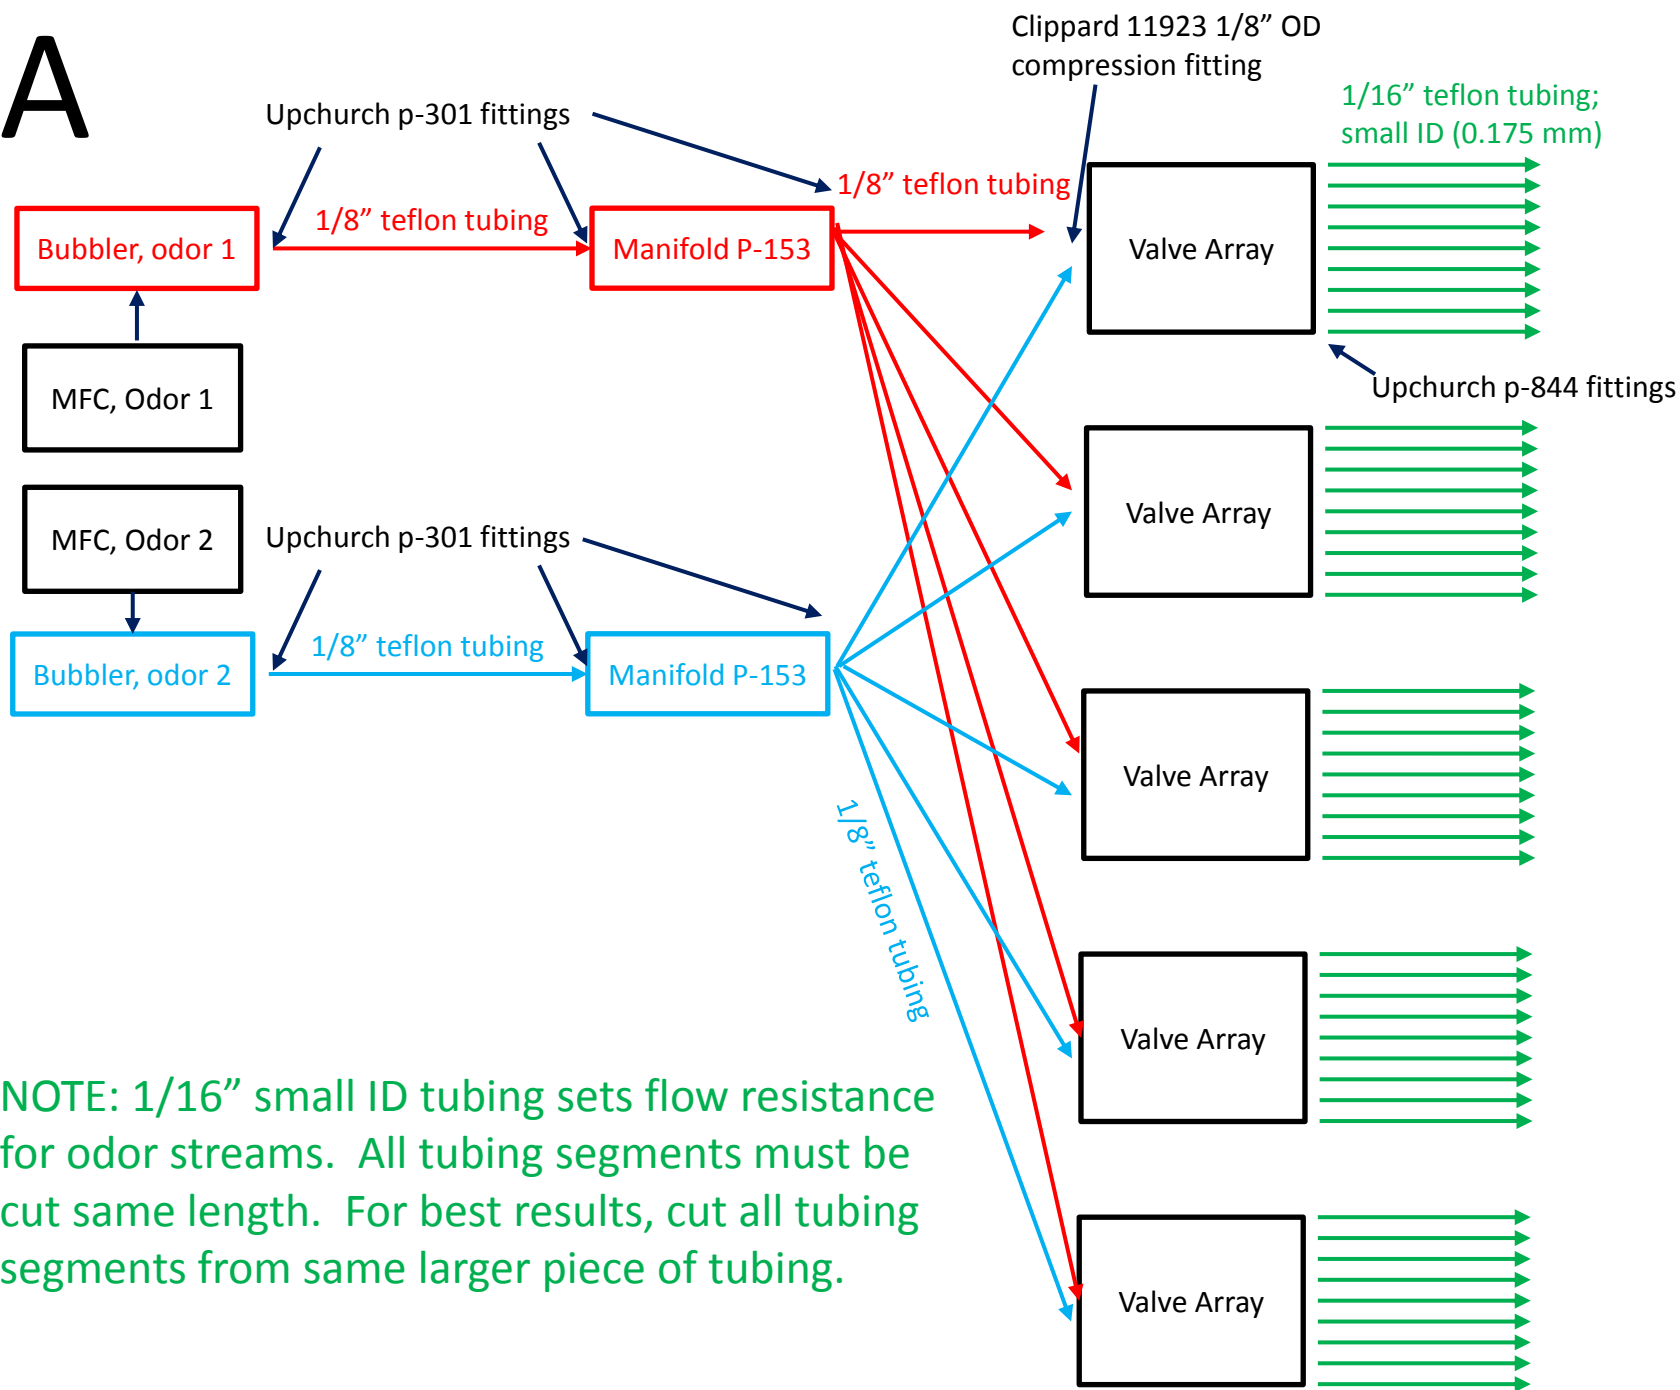 A
Clippard 11923 1/8” OD
compression fitting
1/16” teflon tubing;
small ID (0.175 mm)
Upchurch p-301 fittings
1/8” teflon tubing
1/8” teflon tubing
Bubbler, odor 1
Manifold P-153
Valve Array
MFC, Odor 1
Upchurch p-844 fittings
MFC, Odor 2
Upchurch p-301 fittings
Valve Array
1/8” teflon tubing
Bubbler, odor 2
Manifold P-153
Valve Array
1/8” teflon tubing
Valve Array
NOTE: 1/16” small ID tubing sets flow resistance
for odor streams.  All tubing segments must be
cut same length.  For best results, cut all tubing
segments from same larger piece of tubing.
Valve Array